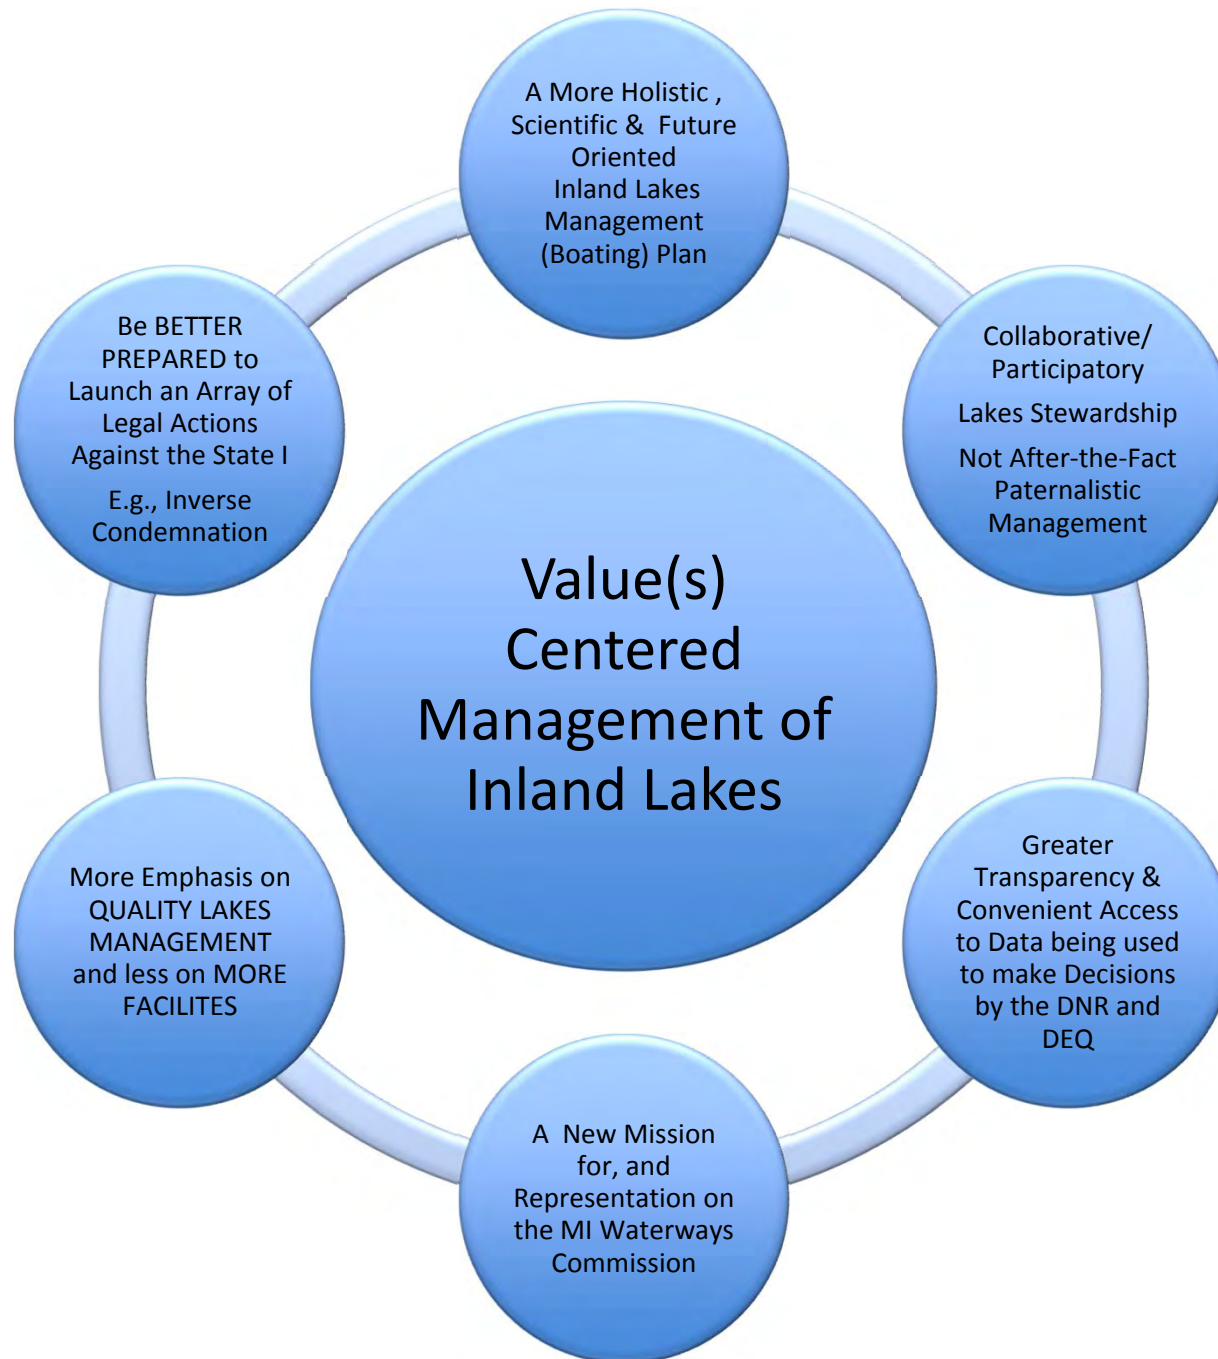 A More Holistic ,
Scientific & Future
Oriented
Inland Lakes
Management
(Boating) Plan
Collaborative/
Participatory
Lakes Stewardship
Not After-the-Fact
Paternalistic
Management
Greater
Transparency &
Convenient Access
to Data being used
to make Decisions
by the DNR and
DEQ
A New Mission
for, and
Representation on
the MI Waterways
Commission
More Emphasis on
QUALITY LAKES
MANAGEMENT
and less on MORE
FACILITES
Be BETTER
PREPARED to
Launch an Array of
Legal Actions
Against the State I
E.g., Inverse
Condemnation
Value(s)
Centered
Management of
Inland Lakes